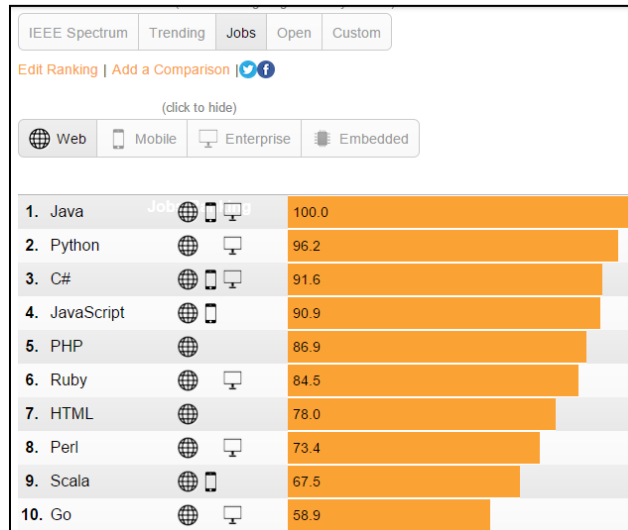 IEEE Spectrum Trending Jobs Open Custom
Edit Ranking | Add a Comparison |
(click to hide)
Web Mobile Enterprise Embedded
1. Java 100.0
2. Python 96.2
3. C# 91.6
4. JavaScript 90.9
5. PHP 86.9
6. Ruby 84.5
7. HTML 78.0
8. Perl 73.4
9. Scala 67.5
10. Go 58.9